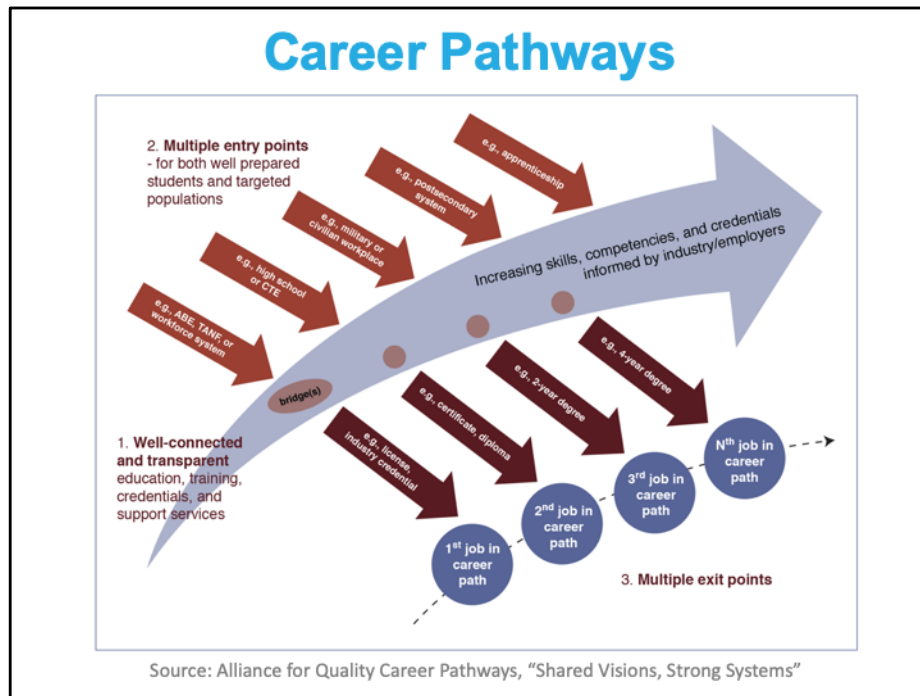 Career Pathways
2. Multiple entry points
- for both well prepared
students and targeted
populations
e.g., apprenticeship
e.g., postsecondary
system
e.g., military or
civilian workplace
e.g., high school
or CTE
e.g., ABE, TANF, or
workforce system
Increasing skills, competencies, and credentials
informed by industry/employers
bridge(s)
1. Well-connected
and transparent
education, training,
credentials, and
support services
e.g., license,
industry credential
e.g., certificate, diploma
e.g., 2-year degree
e.g., 4-year degree
1st job in
career
path
2nd job in
career
path
3rd job in
career
path
Nth job in
career
path
3. Multiple exit points
Source: Alliance for Quality Career Pathways, “Shared Visions, Strong Systems”